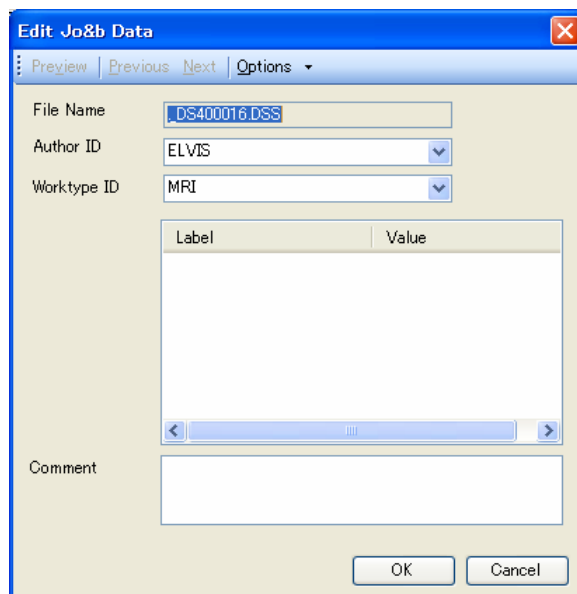 Edit Jo&b Data
Preview Previous Next Options
File Name _DS400016.DSS
Author ID ELVIS
Worktype ID MRI
Label Value
Comment
OK Cancel